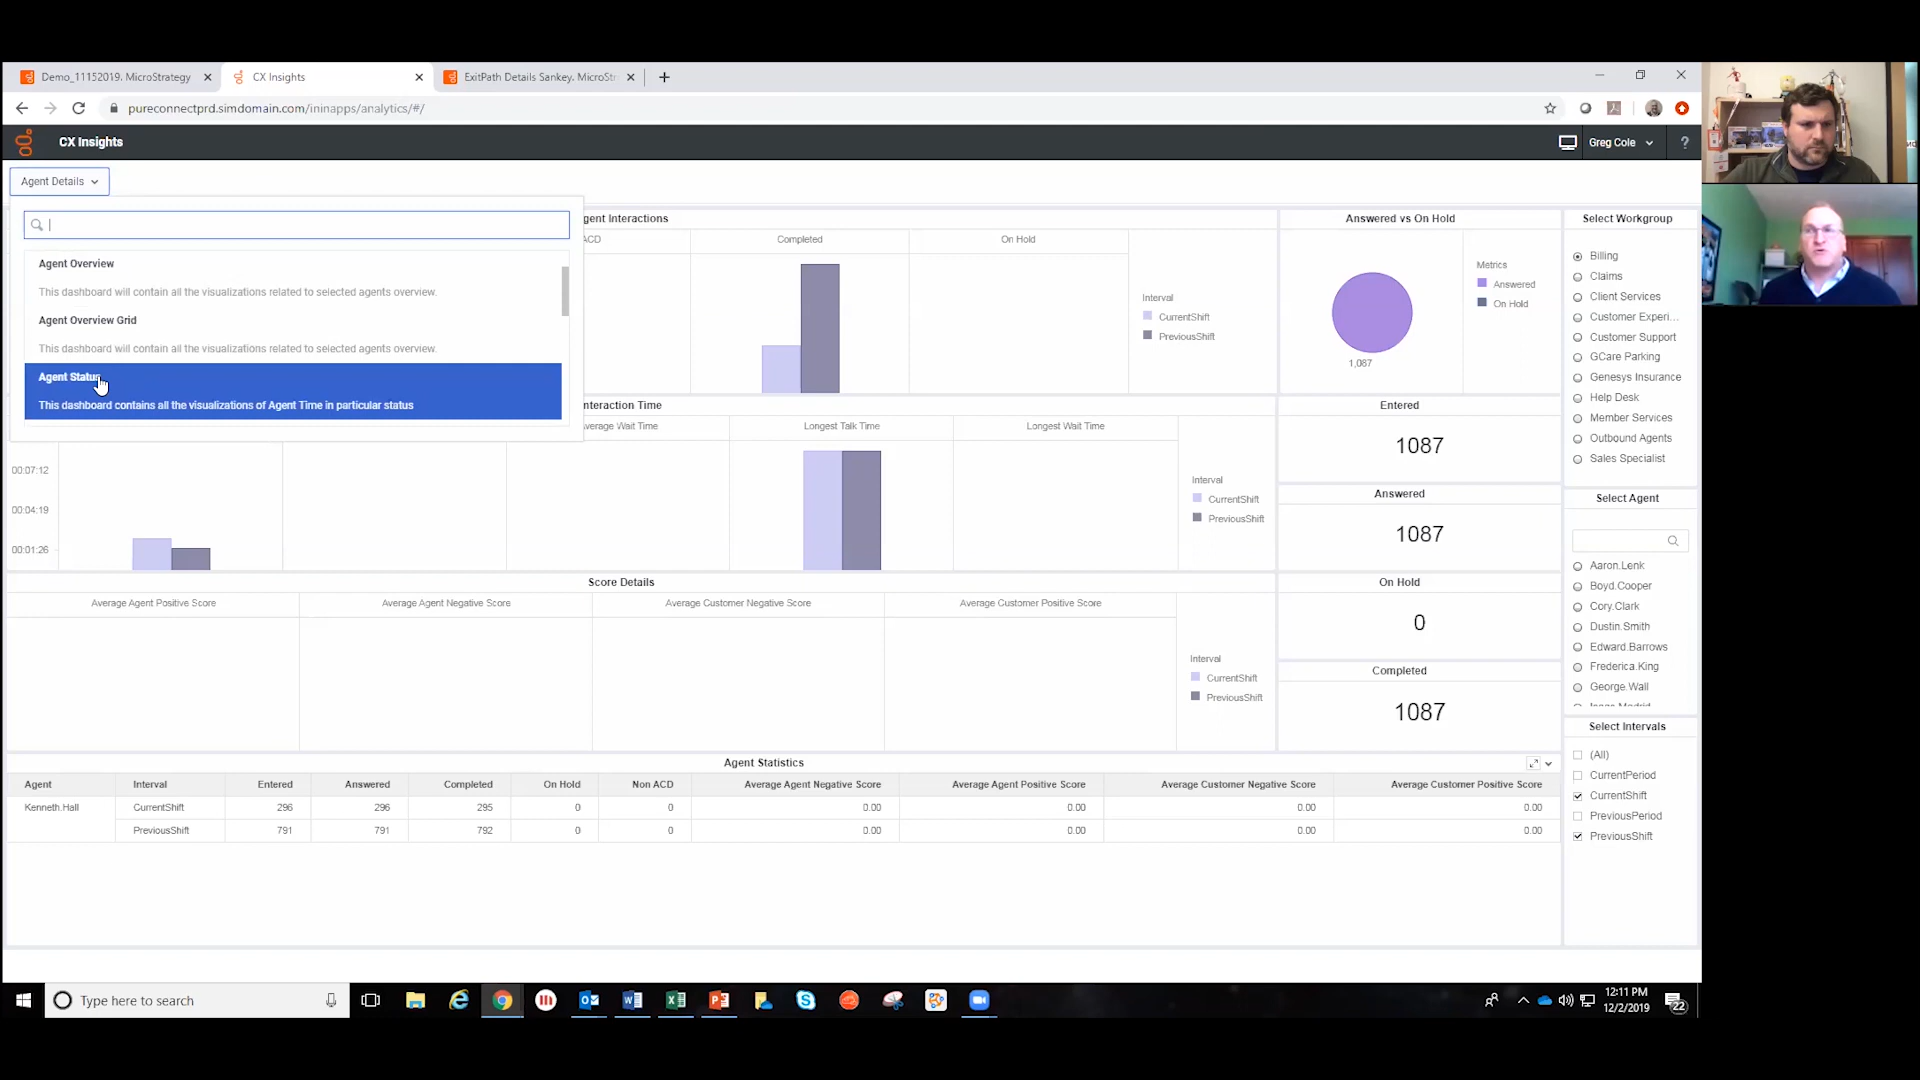 Demo_11152019. MicroStrategy
CX Insights
ExitPath Details Sankey. MicroStr
pureconnectprd.simdomain.com/ininapps/analytics/#/
CX Insights
Greg Cole
?
Agent Details
Agent Overview
This dashboard will contain all the visualizations related to selected agents overview.
Agent Overview Grid
This dashboard will contain all the visualizations related to selected agents overview.
Agent Status
This dashboard contains all the visualizations of Agent Time in particular status
gent Interactions
ACD
Completed
On Hold
Interval
CurrentShift
PreviousShift
Answered vs On Hold
Metrics
Answered
On Hold
1,087
nteraction Time
verage Wait Time
Longest Talk Time
Longest Wait Time
00:07:12
00:04:19
00:01:26
Interval
CurrentShift
PreviousShift
Entered
1087
Answered
1087
On Hold
0
Completed
1087
Score Details
Average Agent Positive Score
Average Agent Negative Score
Average Customer Negative Score
Average Customer Positive Score
Interval
CurrentShift
PreviousShift
Agent Statistics
Agent Interval Entered Answered Completed On Hold Non ACD Average Agent Negative Score Average Agent Positive Score Average Customer Negative Score Average Customer Positive Score
Kenneth.Hall CurrentShift 296 296 295 0 0 0.00 0.00 0.00 0.00
PreviousShift 791 791 792 0 0 0.00 0.00 0.00 0.00
Select Workgroup
Billing
Claims
Client Services
Customer Experi...
Customer Support
GCare Parking
Genesys Insurance
Help Desk
Member Services
Outbound Agents
Sales Specialist
Select Agent
Aaron.Lenk
Boyd.Cooper
Cory.Clark
Dustin.Smith
Edward.Barrows
Frederica.King
George.Wall
Select Intervals
(All)
CurrentPeriod
CurrentShift
PreviousPeriod
PreviousShift
Type here to search
12:11 PM
12/2/2019
22